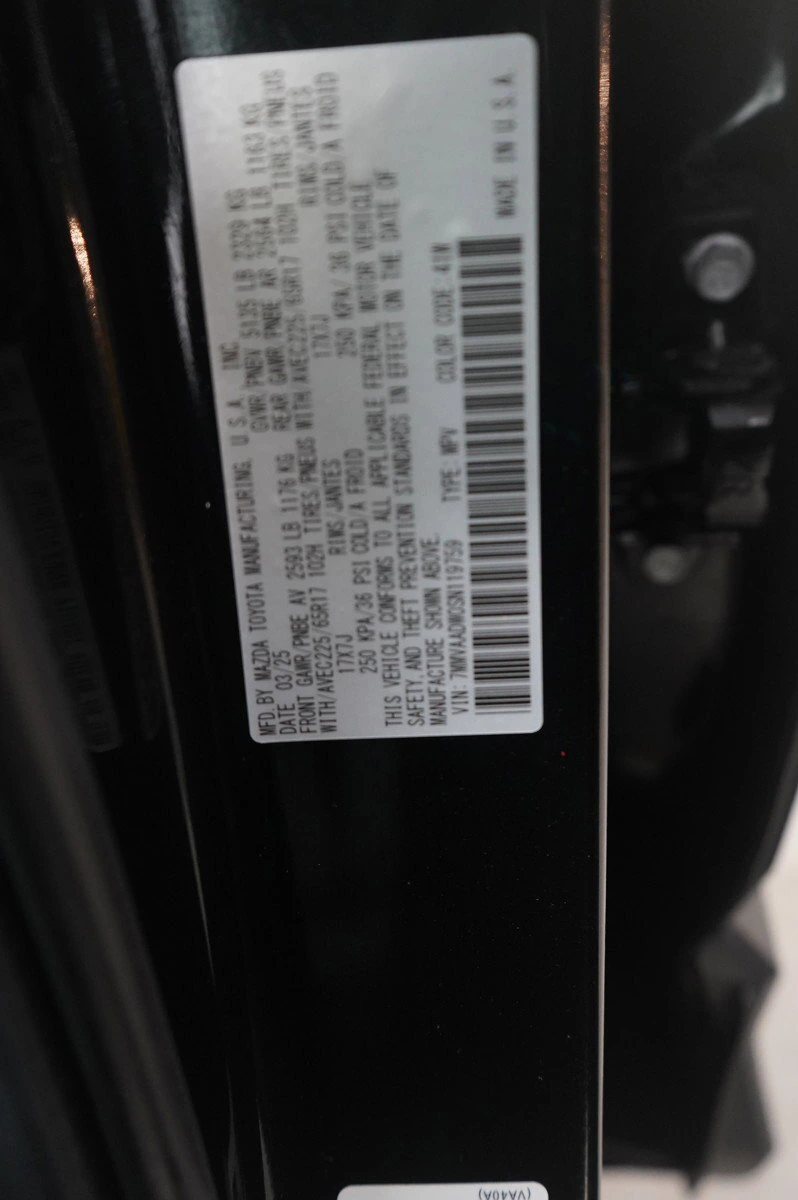 MFD. BY MAZDA TOYOTA MANUFACTURING, U.S.A., INC.
DATE 03/25 GVWR/PNBV 5135 LB 2329 KG
FRONT GAWR/PNBE AV 2593 LB 1176 KG REAR GAWR/PNBE AR 2564 LB 1163 KG
WITH/AVEC225/65R17 102H TIRES/PNEUS WITH/AVEC225/65R17 102H TIRES/PNEUS
17X7J RIMS/JANTES 17X7J RIMS/JANTES
250 KPA/36 PSI COLD/A FROID 250 KPA/36 PSI COLD/A FROID
THIS VEHICLE CONFORMS TO ALL APPLICABLE FEDERAL MOTOR VEHICLE
SAFETY, AND THEFT PREVENTION STANDARDS IN EFFECT ON THE DATE OF
MANUFACTURE SHOWN ABOVE.
VIN: 7MMVAADW0SN119759 TYPE: MPV COLOR CODE: 41W MADE IN U.S.A.
(VA40A)